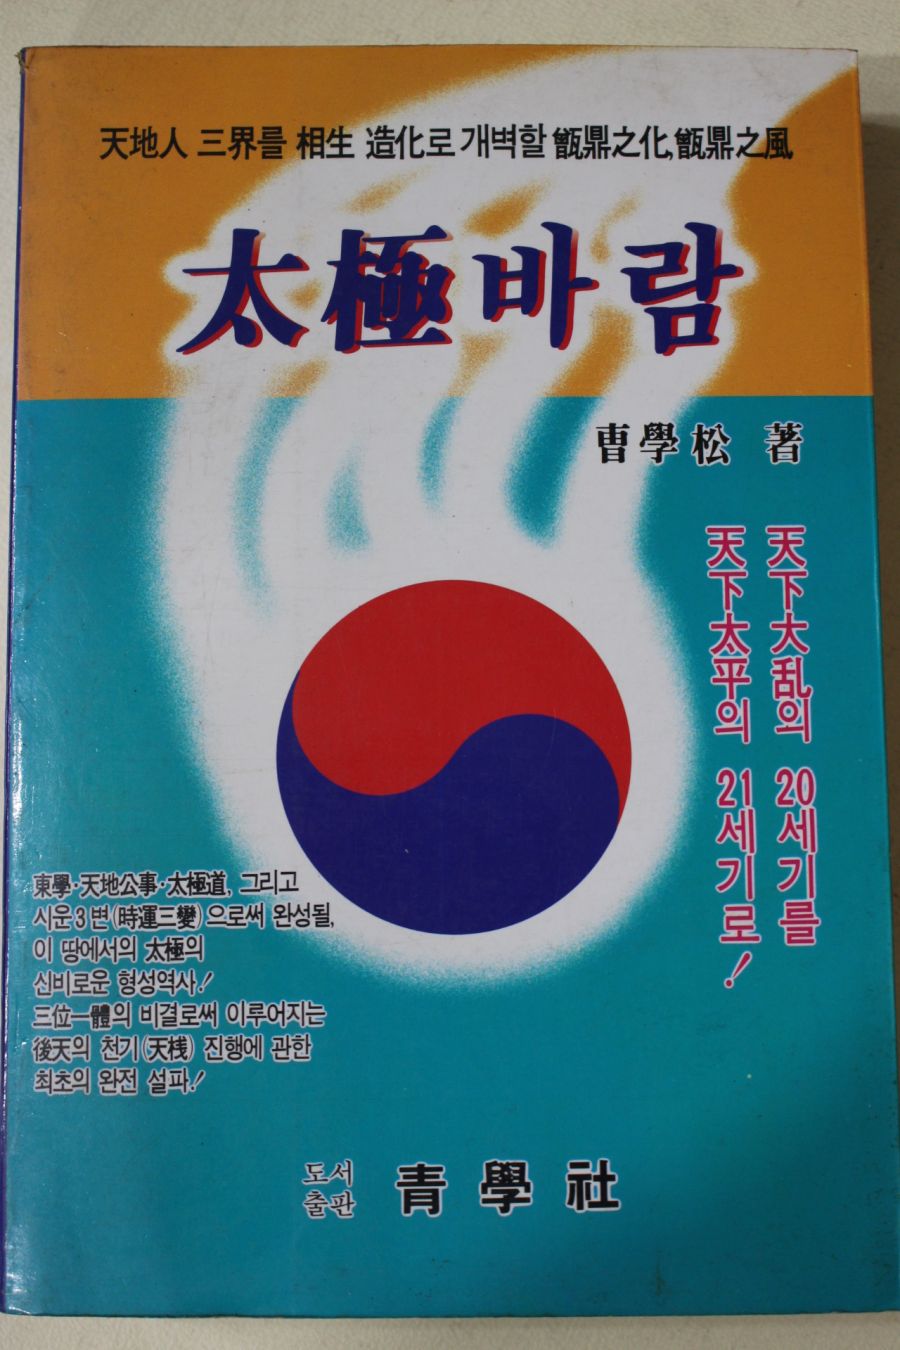 天地人 三界를 相生 造化로 개벽할 甑鼎之化, 甑鼎之風
太極바람
曺學松 著
天下大乱의 20세기를
天下太平의 21세기로!
東學·天地公事·太極道, 그리고
시운3변(時運三變)으로써 완성될,
이 땅에서의 太極의
신비로운 형성역사!
三位一體의 비결로써 이루어지는
後天의 천기(天桟) 진행에 관한
최초의 완전 설파!
도서
출판 靑學社